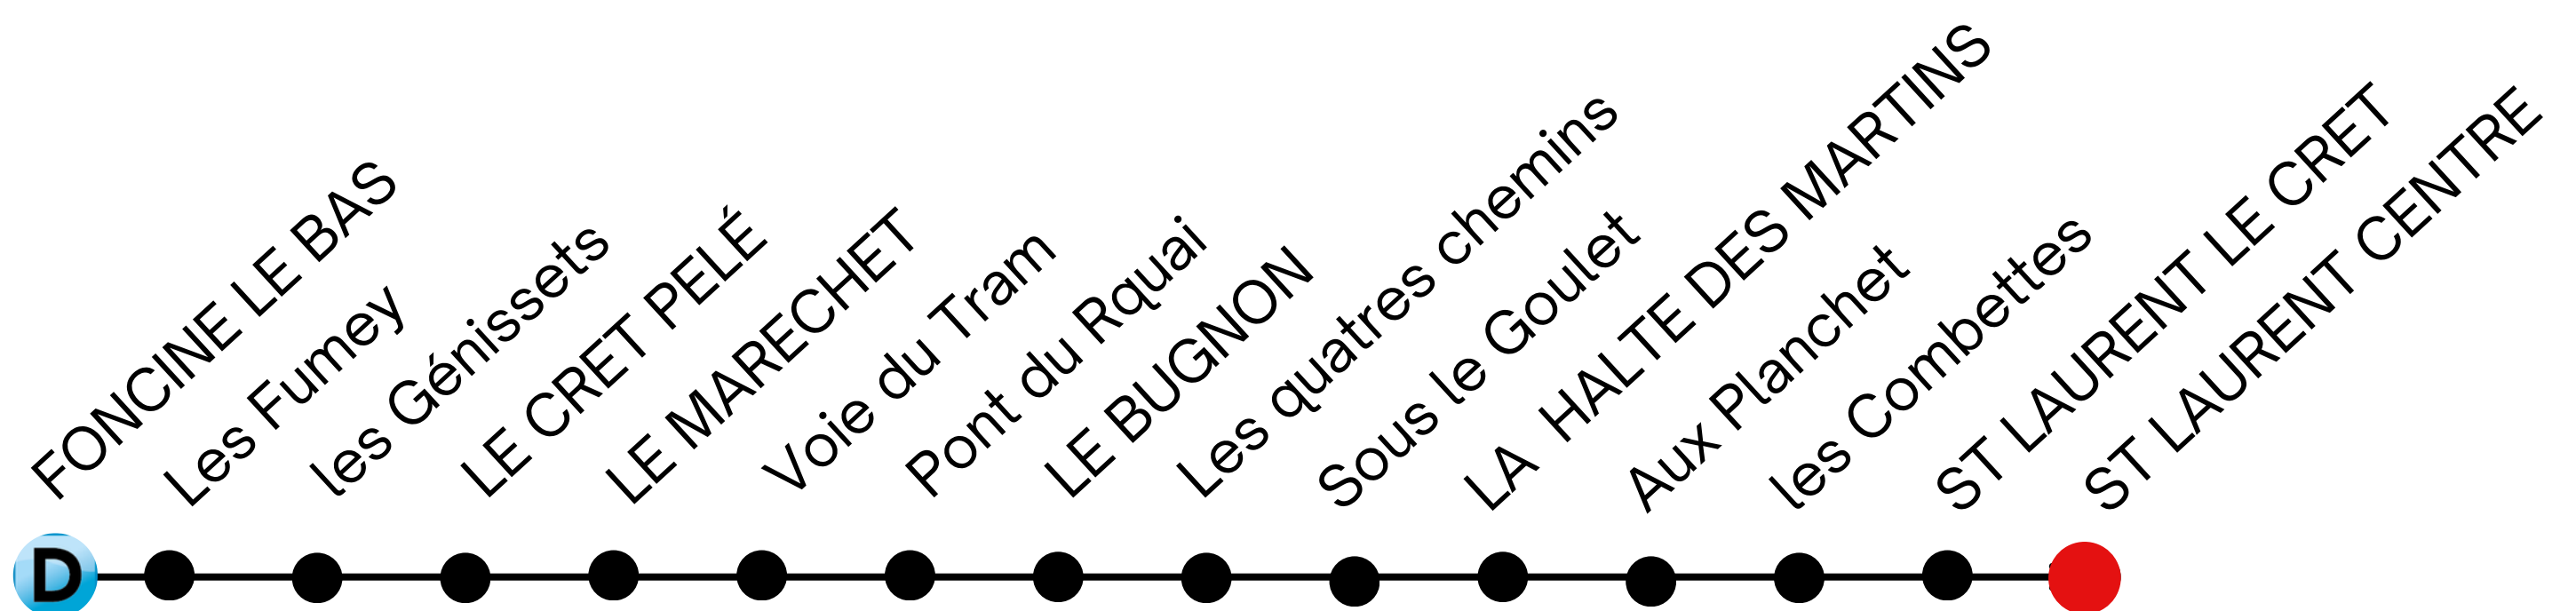 FONCINE LE BAS
Les Fumey
les Génissets
LE CRET PELÉ
LE MARECHET
Voie du Tram
Pont du Rquai
LE BUGNON
Les quatres chemins
Sous le Goulet
LA HALTE DES MARTINS
Aux Planchet
les Combettes
ST LAURENT LE CRET
ST LAURENT CENTRE
D